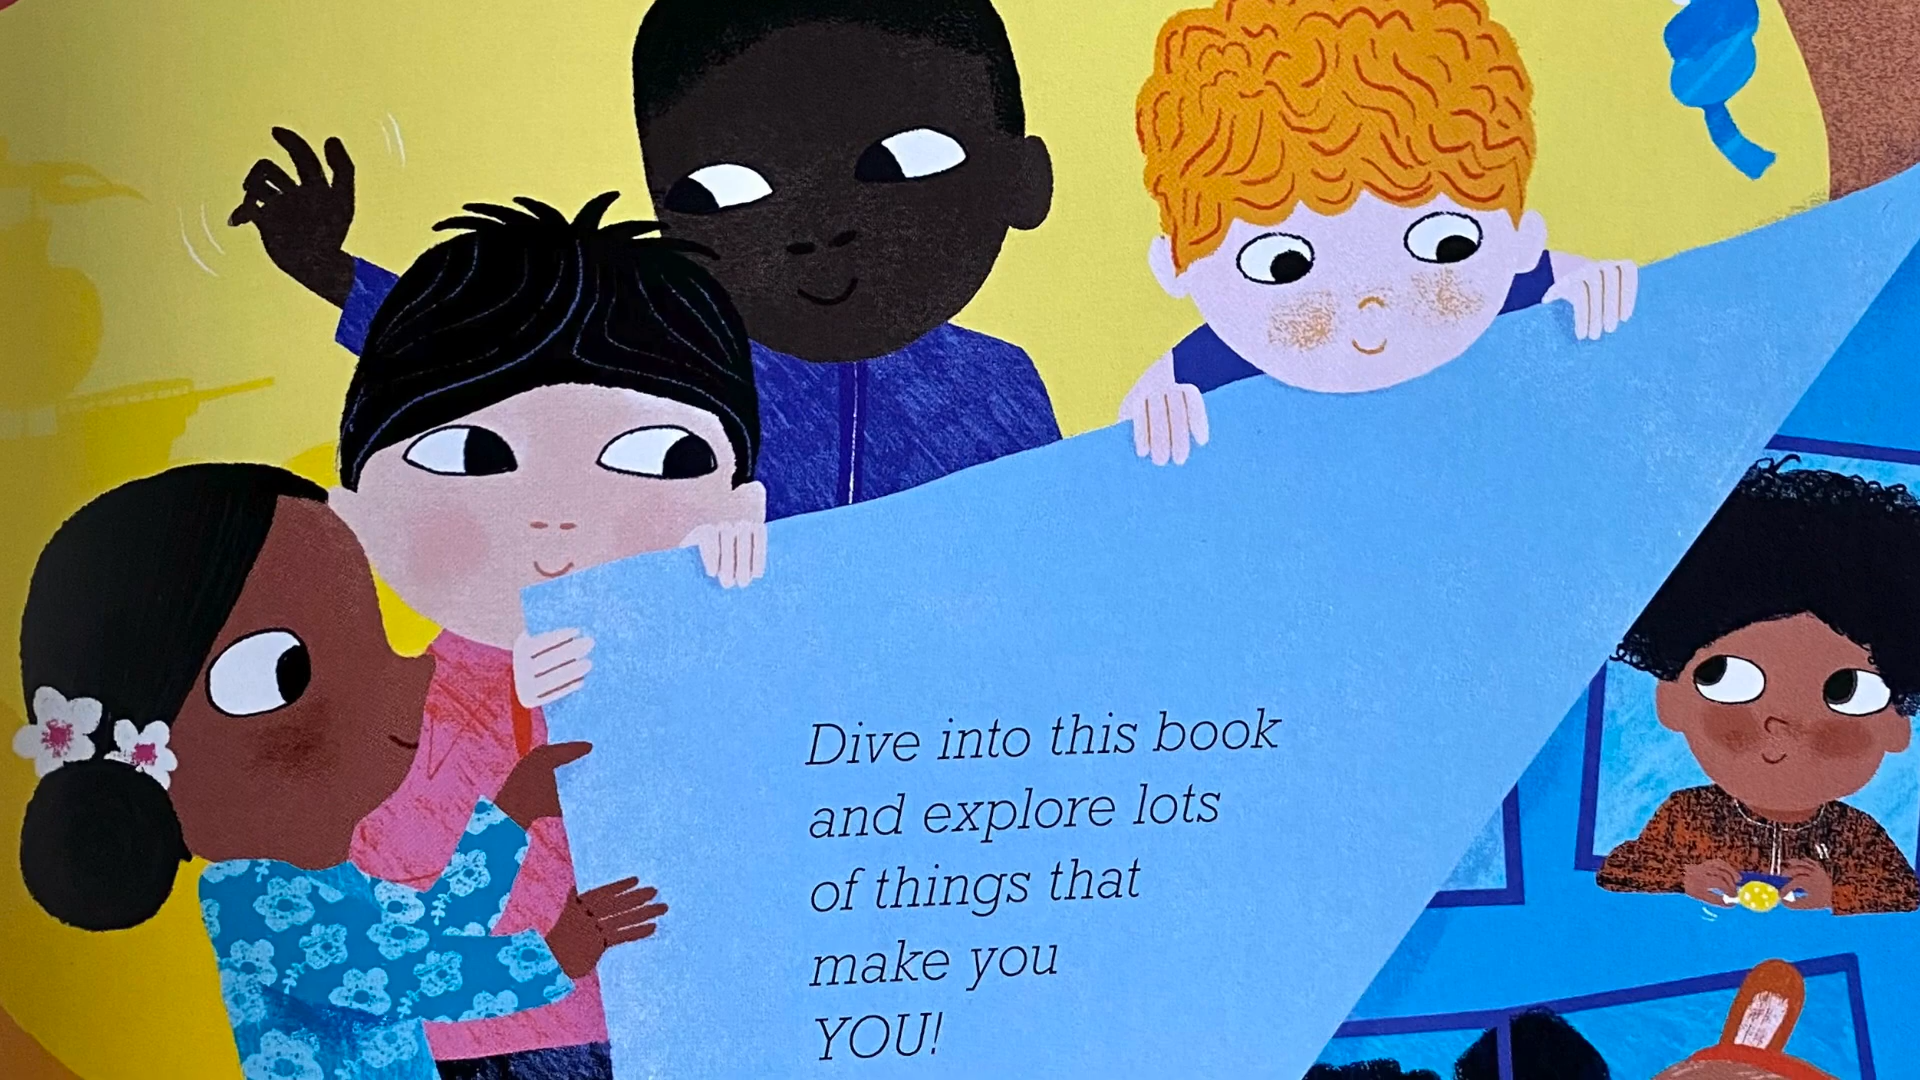 Dive into this book
and explore lots
of things that
make you
YOU!